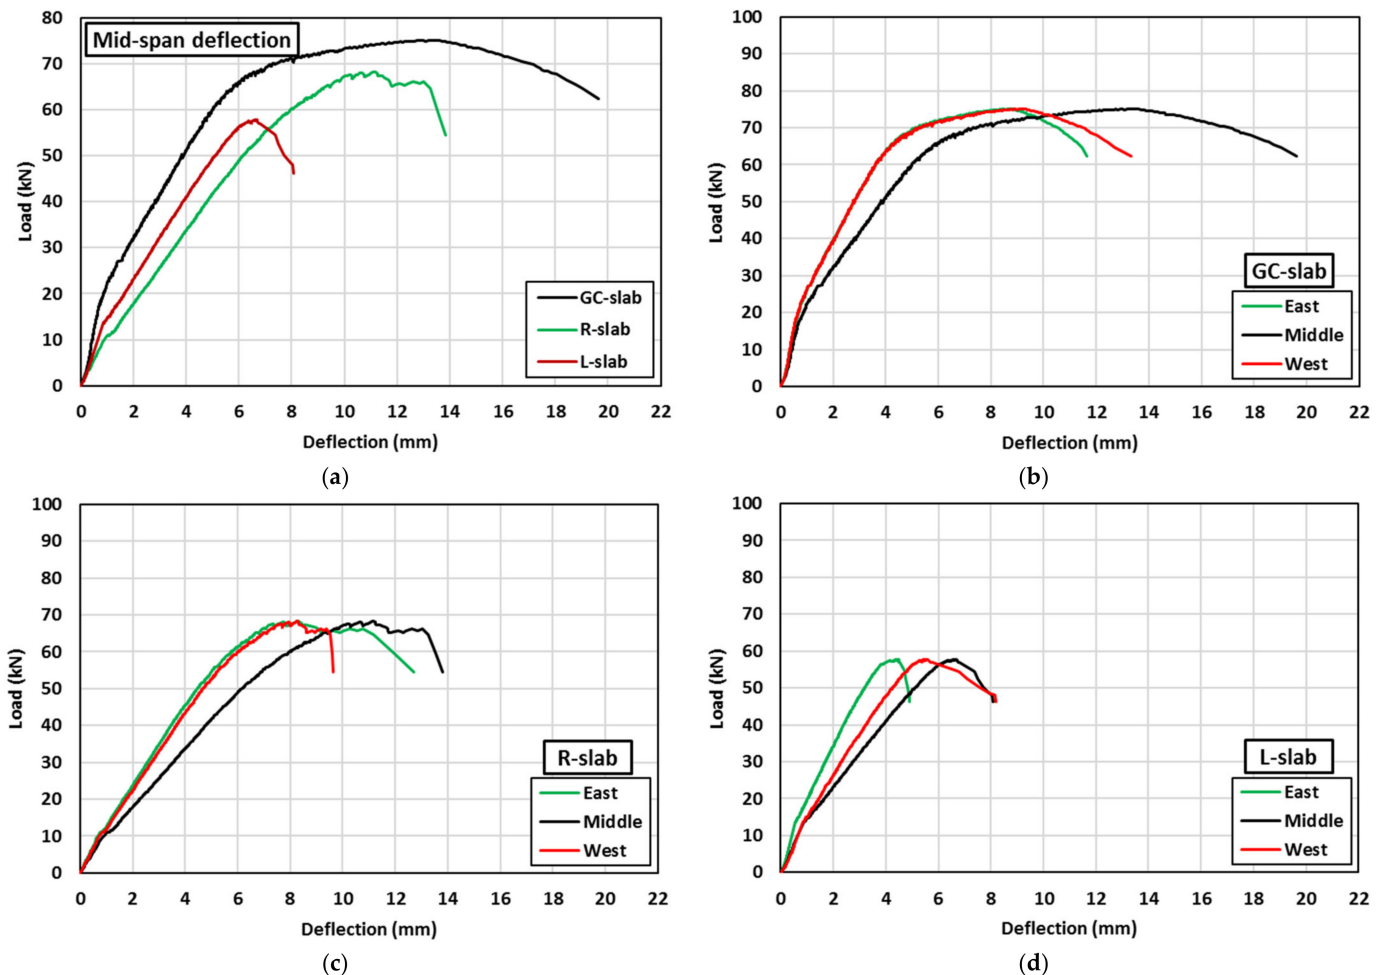 80
70
60
50
40
30
20
10
0
Load (kN)
Mid-span deflection
GC-slab
R-slab
L-slab
0 2 4 6 8 10 12 14 16 18 20 22
Deflection (mm)
(a)
100
90
80
70
60
50
40
30
20
10
0
Load (kN)
GC-slab
East
Middle
West
0 2 4 6 8 10 12 14 16 18 20 22
Deflection (mm)
(b)
100
90
80
70
60
50
40
30
20
10
0
Load (kN)
R-slab
East
Middle
West
0 2 4 6 8 10 12 14 16 18 20 22
Deflection (mm)
(c)
100
90
80
70
60
50
40
30
20
10
0
Load (kN)
L-slab
East
Middle
West
0 2 4 6 8 10 12 14 16 18 20 22
Deflection (mm)
(d)